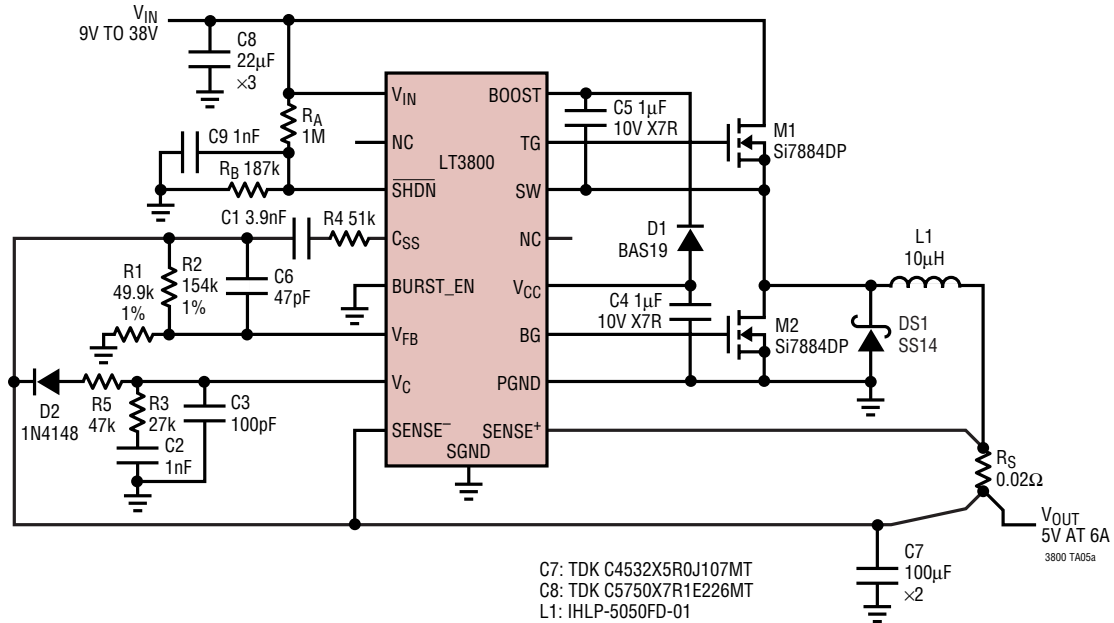 VIN
9V TO 38V
C8
22µF
×3
RA
1M
C9 1nF
RB 187k
C1 3.9nF
R4 51k
R1
49.9k
1%
R2
154k
1%
C6
47pF
D2
1N4148
R5
47k
R3
27k
C2
1nF
C3
100pF
LT3800
VIN
NC
SHDN
CSS
BURST_EN
VFB
VC
SENSE–
SGND
BOOST
TG
SW
NC
VCC
BG
PGND
SENSE+
C5 1µF
10V X7R
D1
BAS19
C4 1µF
10V X7R
M1
Si7884DP
M2
Si7884DP
L1
10µH
DS1
SS14
RS
0.02Ω
VOUT
5V AT 6A
3800 TA05a
C7
100µF
×2
C7: TDK C4532X5R0J107MT
C8: TDK C5750X7R1E226MT
L1: IHLP-5050FD-01